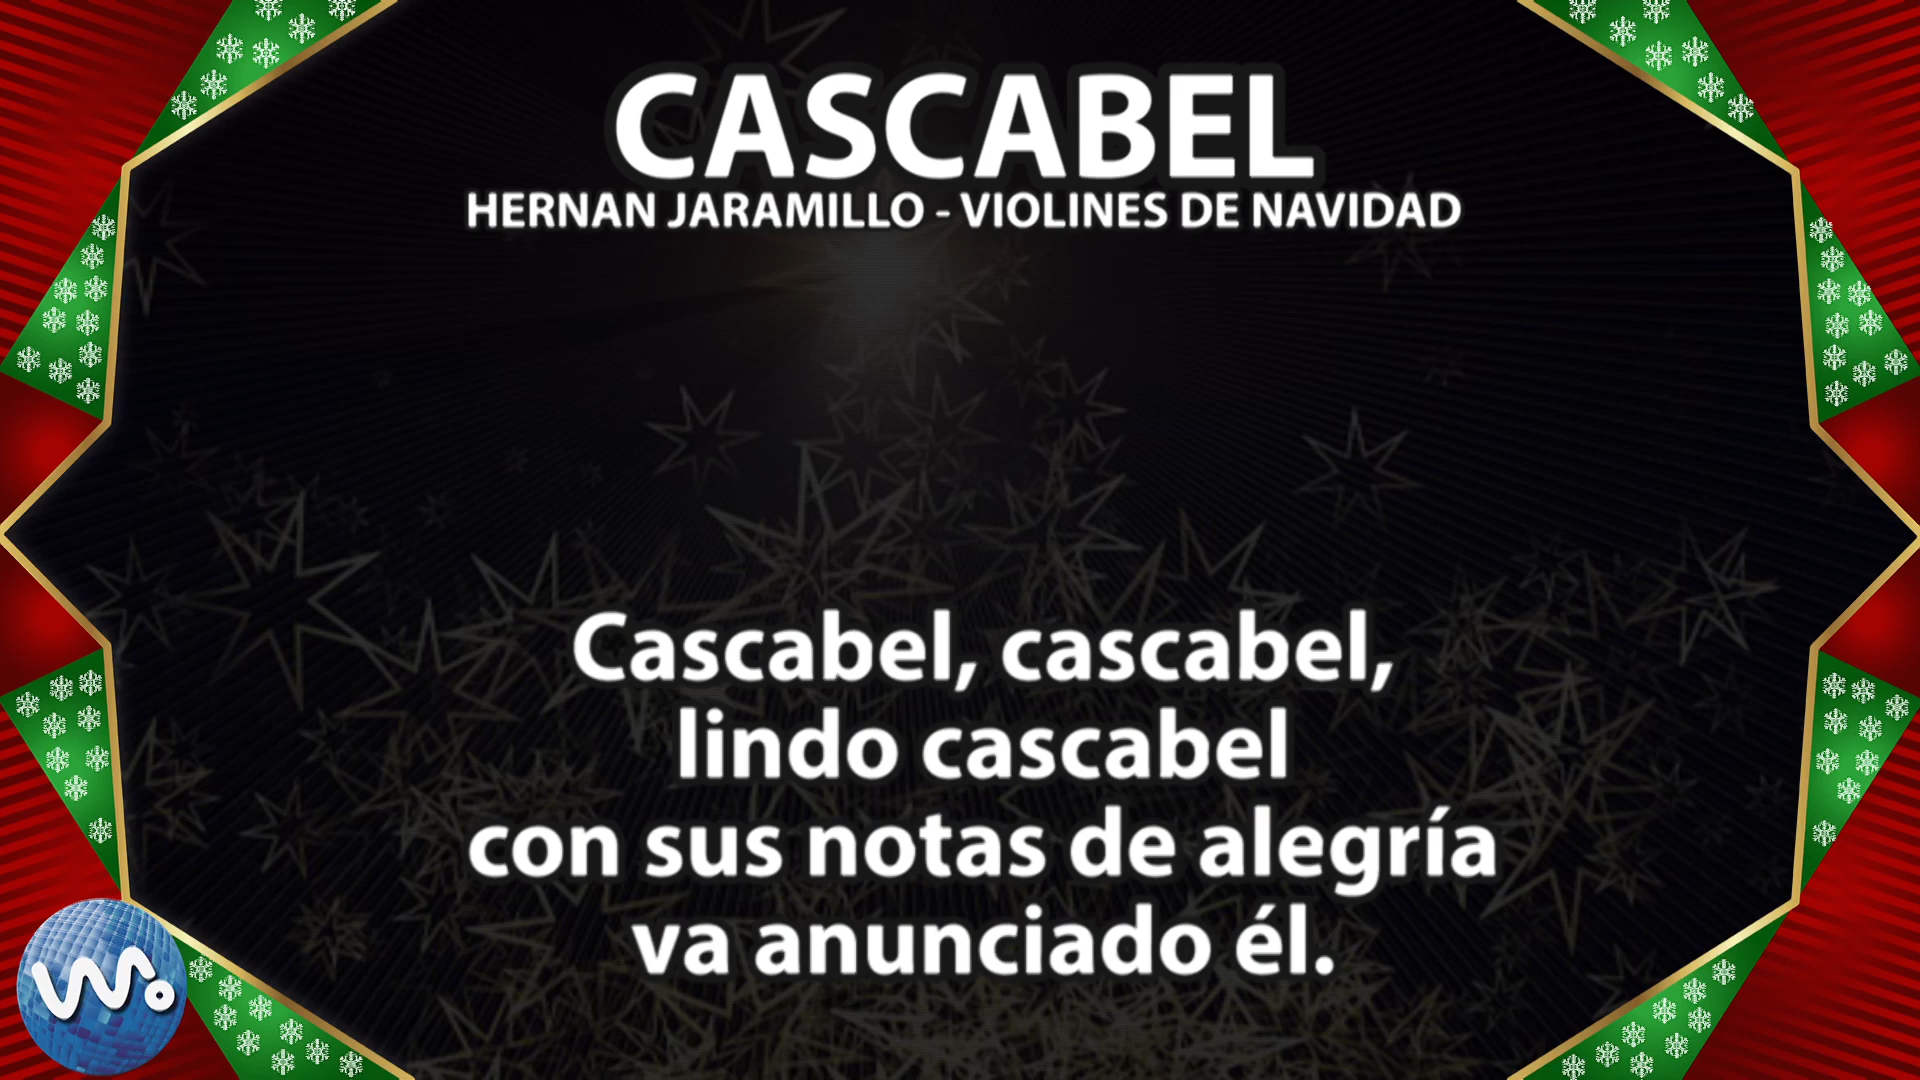 CASCABEL
HERNAN JARAMILLO - VIOLINES DE NAVIDAD
Cascabel, cascabel,
lindo cascabel
con sus notas de alegría
va anunciado él.